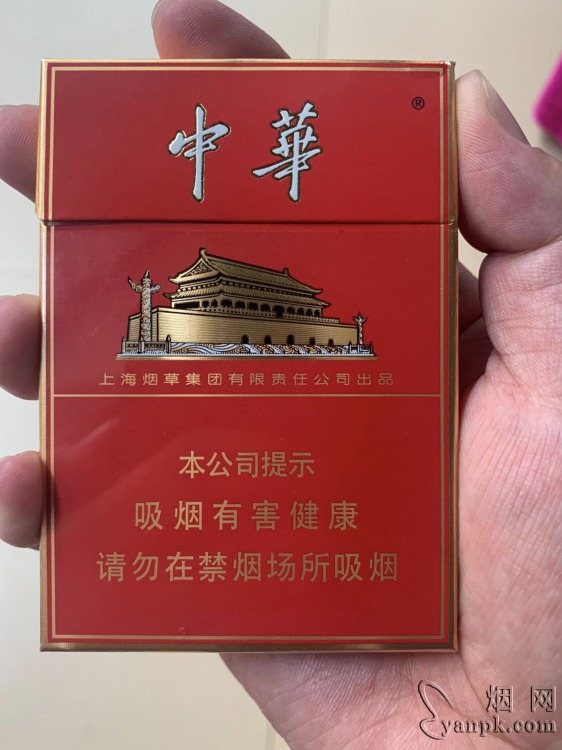 中華
®
上海烟草集团有限责任公司出品
本公司提示
吸烟有害健康
请勿在禁烟场所吸烟
烟网
yanpk.com